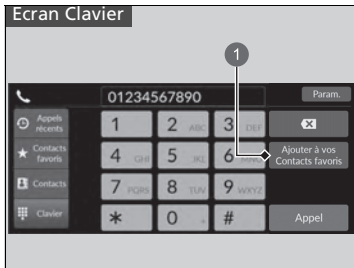 Ecran Clavier
1
01234567890
Param.
Appels
récents
1
2 ABC
3 DEF
Contacts
favoris
4 GHI
5 JKL
6 MNO
Ajouter à vos
Contacts favoris
Contacts
7 PQRS
8 TUV
9 WXYZ
Clavier
*
0 +
#
Appel